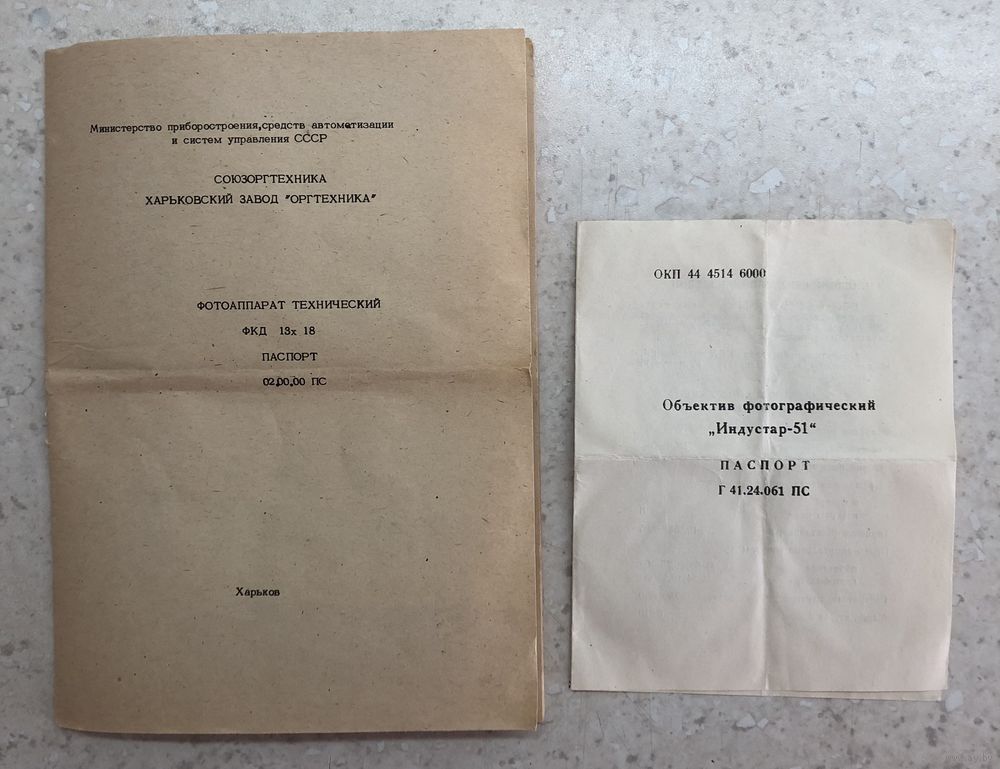 Министерство приборостроения,средств автоматизации
и систем управления СССР
СОЮЗОРГТЕХНИКА
ХАРЬКОВСКИЙ ЗАВОД "ОРГТЕХНИКА"
ФОТОАППАРАТ ТЕХНИЧЕСКИЙ
ФКД 13х 18
ПАСПОРТ
02.00.00 ПС
Харьков
ОКП 44 4514 6000
Объектив фотографический
„Индустар-51“
ПАСПОРТ
Г 41.24.061 ПС